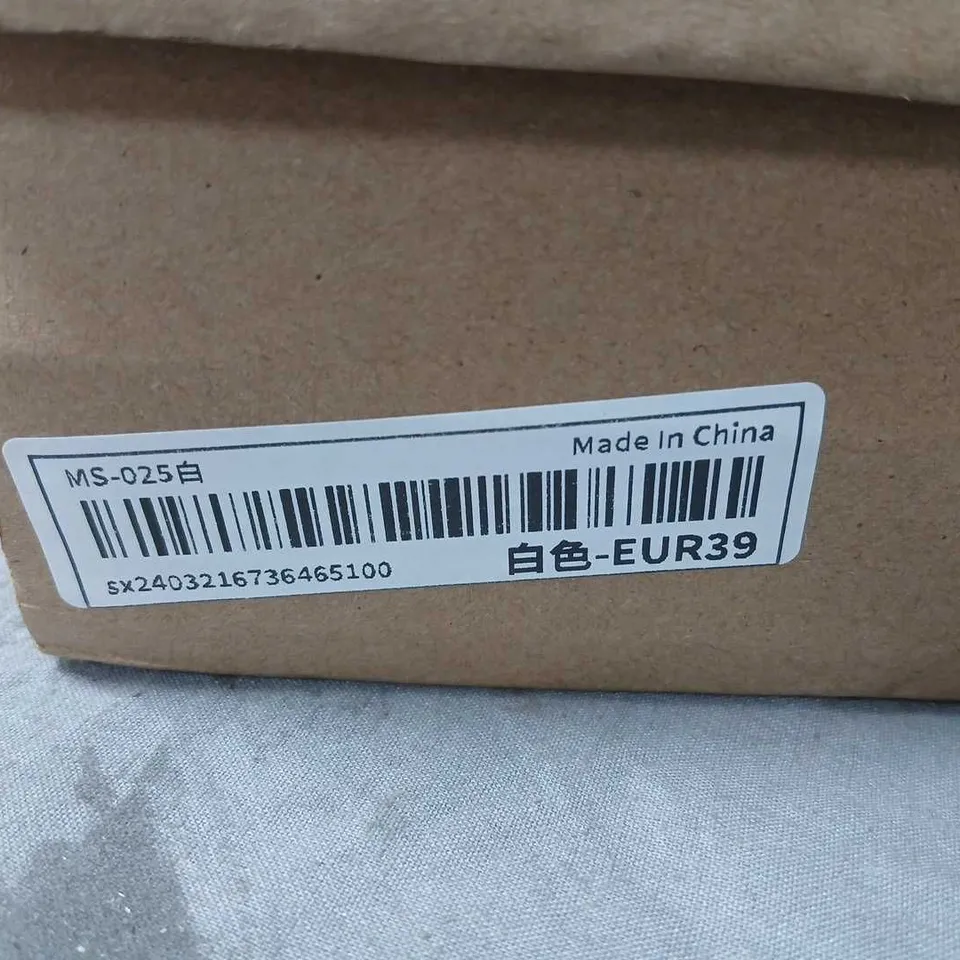 Made In China
MS-025白
sx2403216736465100
白色-EUR39